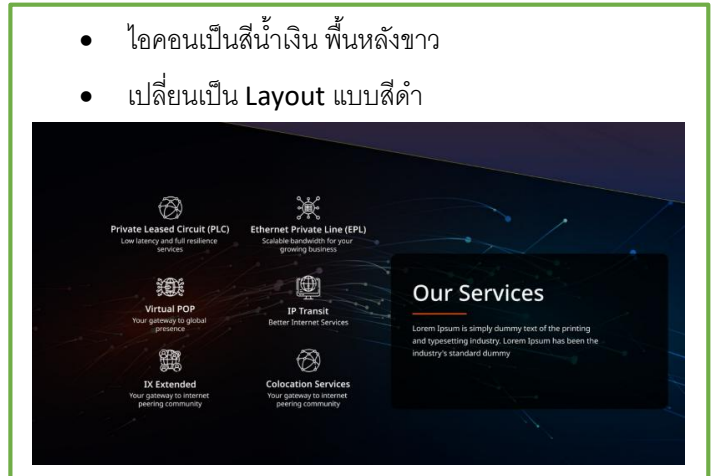 • ไอคอนเป็นสีน้ำเงิน พื้นหลังขาว
• เปลี่ยนเป็น Layout แบบสีดำ
Private Leased Circuit (PLC)
Low latency and full resilience
services
Ethernet Private Line (EPL)
Scalable bandwidth for your
growing business
Virtual POP
Your gateway to global
presence
IP Transit
Better Internet Services
IX Extended
Your gateway to internet
peering community
Colocation Services
Your gateway to internet
peering community
Our Services
Lorem Ipsum is simply dummy text of the printing
and typesetting industry. Lorem Ipsum has been the
industry's standard dummy